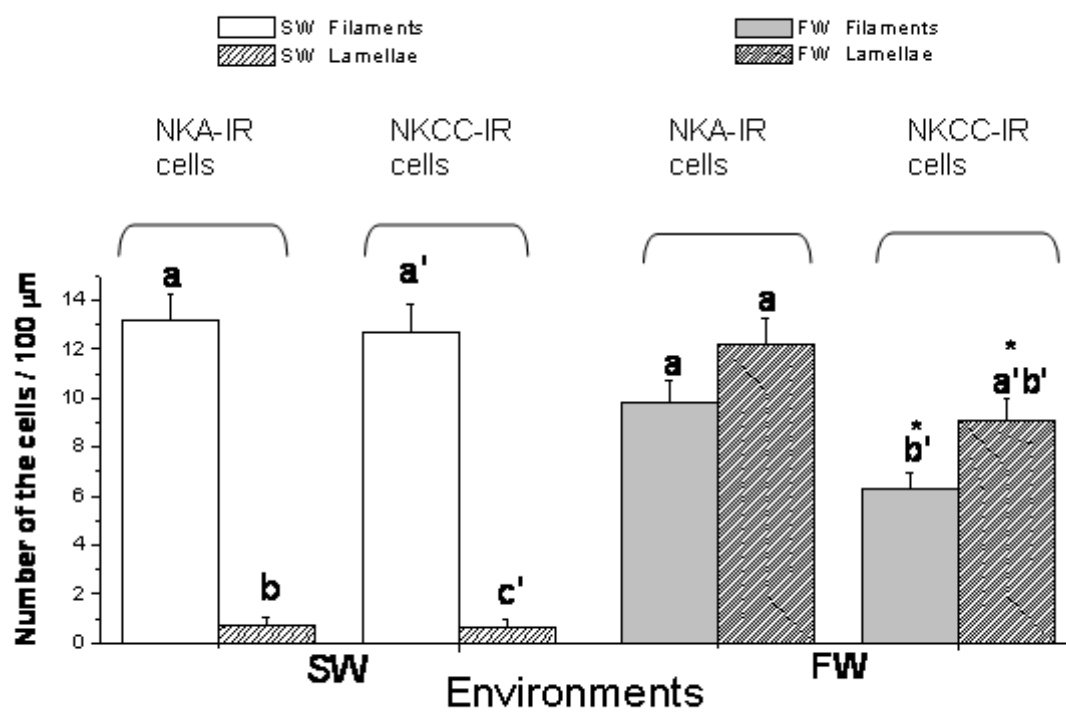 SW Filaments
SW Lamellae
FW Filaments
FW Lamellae
NKA-IR cells
NKCC-IR cells
NKA-IR cells
NKCC-IR cells
Number of the cells / 100 µm
14
12
10
8
6
4
2
0
a
b
a'
c'
a
a
*
b'
*
a'b'
SW
FW
Environments